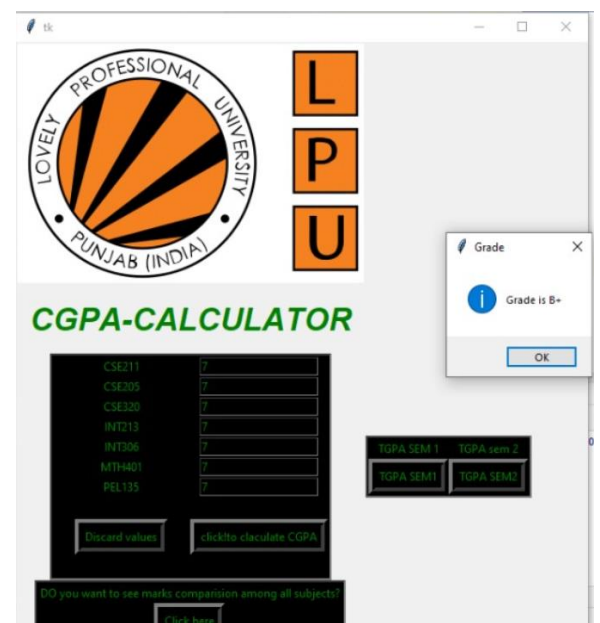 tk
LOVELY PROFESSIONAL UNIVERSITY
PUNJAB (INDIA)
L
P
U
Grade
Grade is B+
OK
CGPA-CALCULATOR
CSE211 7
CSE205 7
CSE320 7
INT213 7
INT306 7
MTH401 7
PEL135 7
TGPA SEM 1 TGPA sem 2
TGPA SEM1 TGPA SEM2
Discard values click!to claculate CGPA
DO you want to see marks comparision among all subjects?
Click here